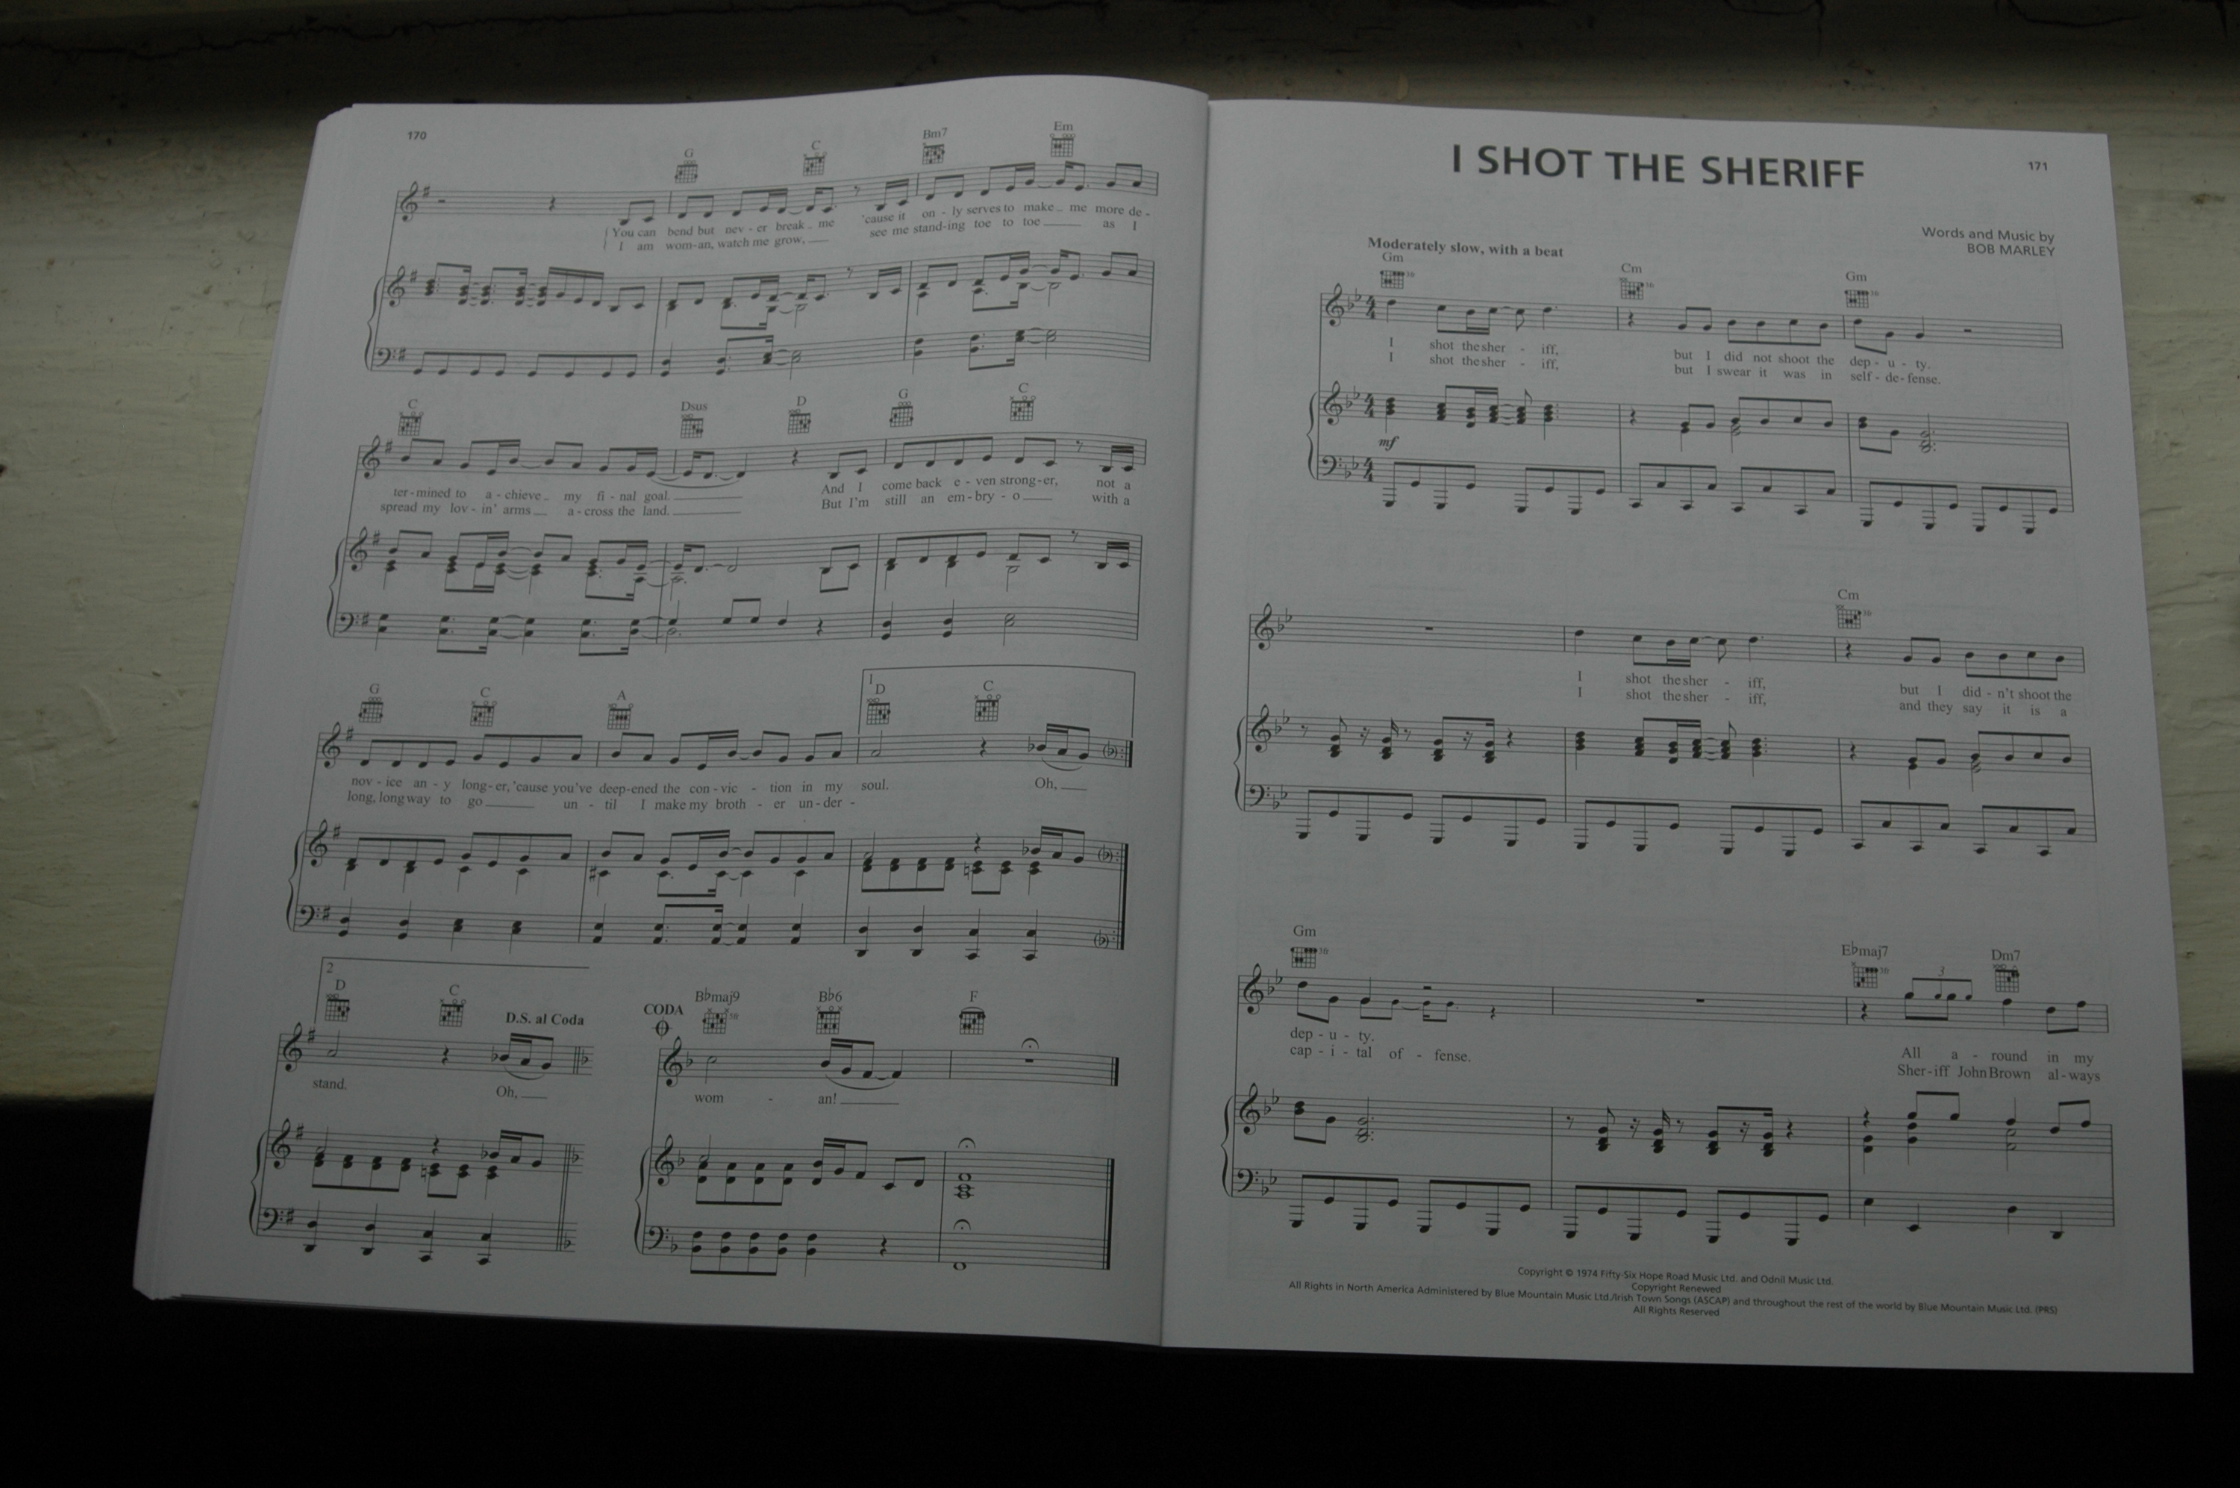 170
G C Bm7 Em
You can bend but nev - er break me 'cause it on - ly serves to make me more de -
I am wom - an, watch me grow, see me stand - ing toe to toe as I
C Dsus D G C
ter - mined to a - chieve my fi - nal goal. And I come back e - ven strong - er, not a
spread my lov - in' arms a - cross the land. But I'm still an em - bry - o with a
G C A 1 D C
nov - ice an - y long - er, 'cause you've deep - ened the con - vic - tion in my soul. Oh,
long, long way to go un - til I make my broth - er un - der -
2 D C D.S. al Coda CODA B♭maj9 B♭6 F
stand. Oh, wom - an!
I SHOT THE SHERIFF
171
Words and Music by
BOB MARLEY
Moderately slow, with a beat
Gm Cm Gm
3fr 3fr 3fr
I shot the sher - iff, but I did not shoot the dep - u - ty.
I shot the sher - iff, but I swear it was in self - de - fense.
mf
Cm
3fr
I shot the sher - iff, but I did - n't shoot the
I shot the sher - iff, and they say it is a
Gm E♭maj7 Dm7
3fr 3fr
3
dep - u - ty. All a - round in my
cap - i - tal of - fense. Sher - iff John Brown al - ways
Copyright © 1974 Fifty-Six Hope Road Music Ltd. and Odnil Music Ltd.
Copyright Renewed
All Rights in North America Administered by Blue Mountain Music Ltd./Irish Town Songs (ASCAP) and throughout the rest of the world by Blue Mountain Music Ltd. (PRS)
All Rights Reserved